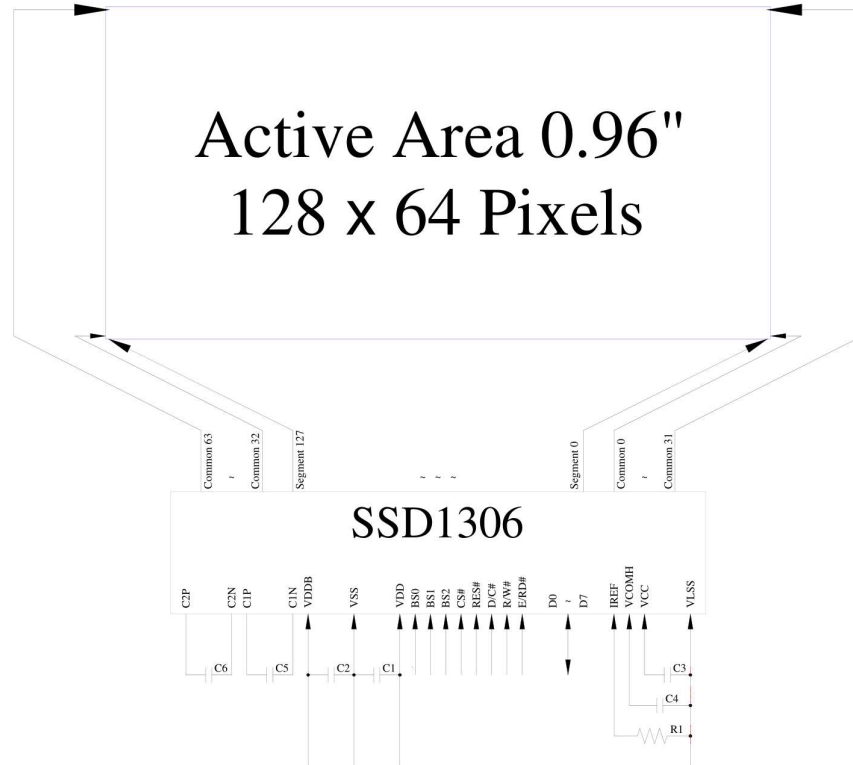 Active Area 0.96"
128 x 64 Pixels
Common 63
~
Common 32
Segment 127
~ ~ ~
Segment 0
Common 0
~
Common 31
SSD1306
C2P
C2N
C1P
C1N
VDDB
VSS
VDD
BS0
BS1
BS2
CS#
RES#
D/C#
R/W#
E/RD#
D0
~
D7
IREF
VCOMH
VCC
VLSS
C6
C5
C2
C1
C3
C4
R1